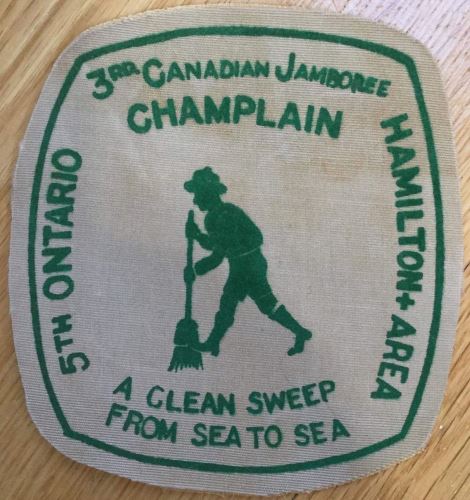 3RD. CANADIAN JAMBOREE
CHAMPLAIN
5TH ONTARIO
HAMILTON + AREA
A CLEAN SWEEP
FROM SEA TO SEA